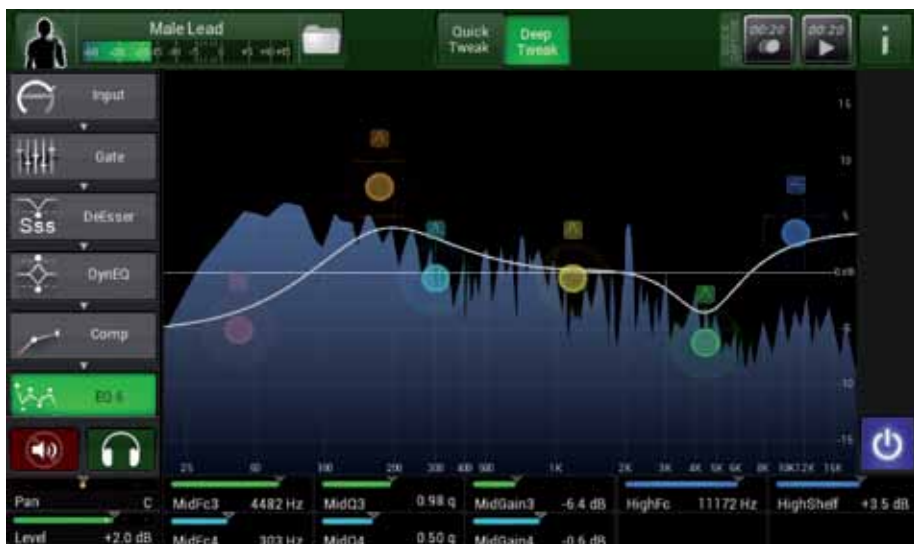 Male Lead
Quick Tweak
Deep Tweak
00:20
00:20
i
Input
Gate
Sss DeEsser
DynEQ
Comp
EQ 6
15
10
5
0 dB
-5
-10
-15
25 100 200 300 400 1K 2K 3K 4K 5K 6K 8K 10K 12K 16K
Pan C MidFc3 4482 Hz MidQ3 0.98 q MidGain3 -6.4 dB HighFc 11172 Hz HighShelf +3.5 dB
Level +2.0 dB MidFc4 303 Hz MidQ4 0.50 q MidGain4 -0.6 dB